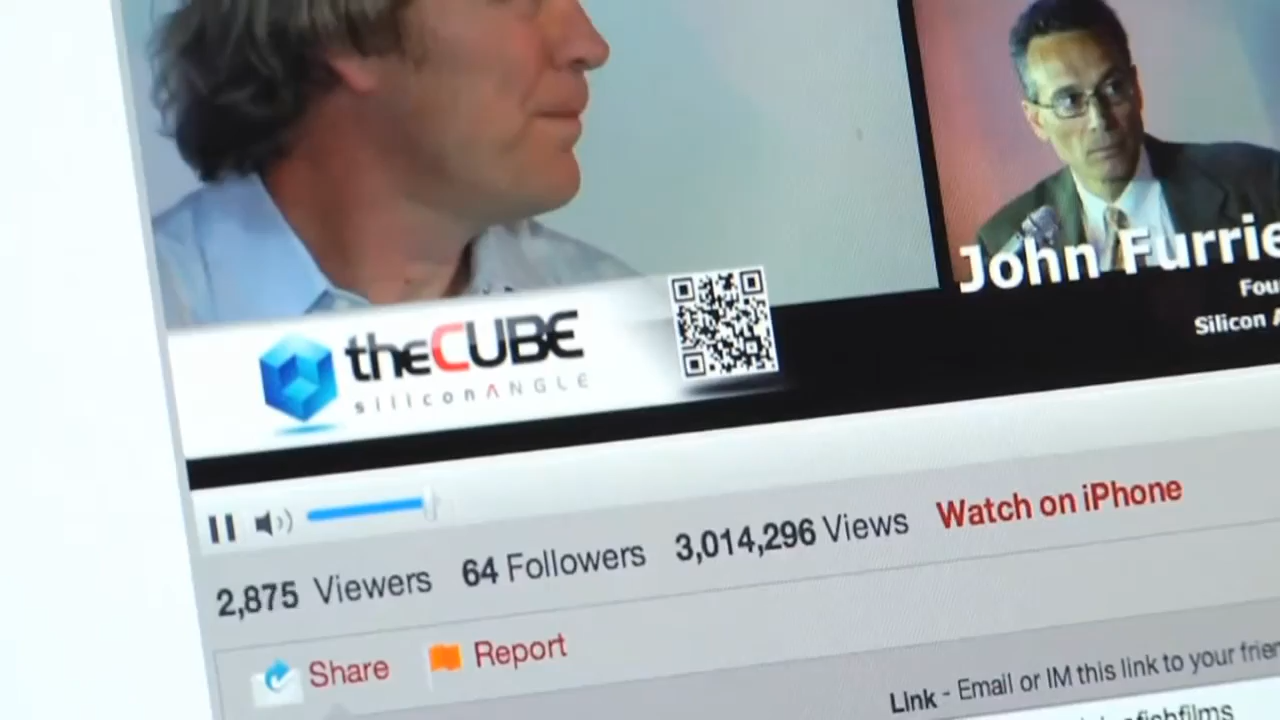 John Furrie
Fou
Silicon A
theCUBE
siliconANGLE
2,875 Viewers 64 Followers 3,014,296 Views Watch on iPhone
Share Report
Link - Email or IM this link to your frien
fishfilms